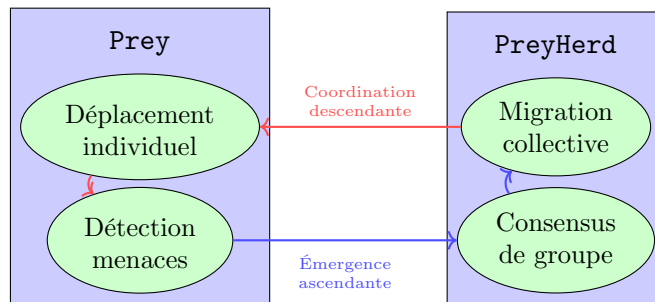 Prey
Déplacement
individuel
Détection
menaces
Coordination
descendante
Émergence
ascendante
PreyHerd
Migration
collective
Consensus
de groupe